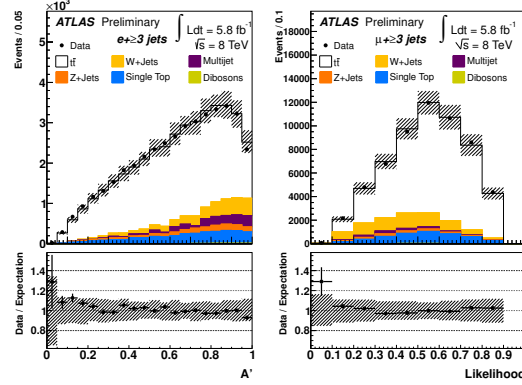 ATLAS Preliminary
e+≥3 jets
∫ Ldt = 5.8 fb⁻¹
√s = 8 TeV
Data
tt̄
W+Jets
Multijet
Z+Jets
Single Top
Dibosons
Events / 0.05
×10³
6
5
4
3
2
1
0
Data / Expectation
1.4
1.2
1
0.8
0
0.2
0.4
0.6
0.8
1
A'
ATLAS Preliminary
μ+≥3 jets
∫ Ldt = 5.8 fb⁻¹
√s = 8 TeV
Data
tt̄
W+Jets
Multijet
Z+Jets
Single Top
Dibosons
Events / 0.1
18000
16000
14000
12000
10000
8000
6000
4000
2000
0
Data / Expectation
1.4
1.2
1
0.8
0 0.1 0.2 0.3 0.4 0.5 0.6 0.7 0.8 0.9 1
Likelihood